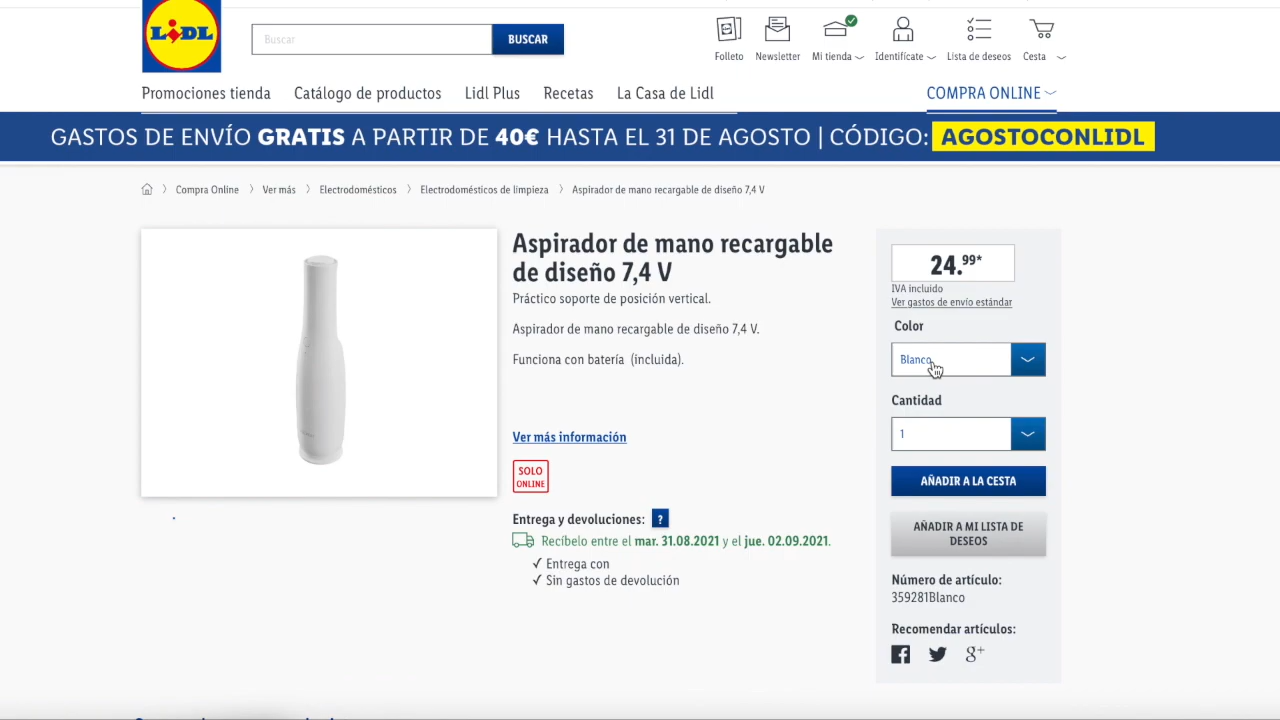 LIDL
Buscar
BUSCAR
Folleto
Newsletter
Mi tienda
Identifícate
Lista de deseos
Cesta
Promociones tienda
Catálogo de productos
Lidl Plus
Recetas
La Casa de Lidl
COMPRA ONLINE
GASTOS DE ENVÍO GRATIS A PARTIR DE 40€ HASTA EL 31 DE AGOSTO | CÓDIGO: AGOSTOCONLIDL
Compra Online
Ver más
Electrodomésticos
Electrodomésticos de limpieza
Aspirador de mano recargable de diseño 7,4 V
Aspirador de mano recargable
de diseño 7,4 V
Práctico soporte de posición vertical.
Aspirador de mano recargable de diseño 7,4 V.
Funciona con batería (incluida).
Ver más información
SOLO
ONLINE
Entrega y devoluciones: ?
Recíbelo entre el mar. 31.08.2021 y el jue. 02.09.2021.
✓ Entrega con
✓ Sin gastos de devolución
24.99*
IVA incluido
Ver gastos de envío estándar
Color
Blanco
Cantidad
1
AÑADIR A LA CESTA
AÑADIR A MI LISTA DE
DESEOS
Número de artículo:
359281Blanco
Recomendar artículos:
g+